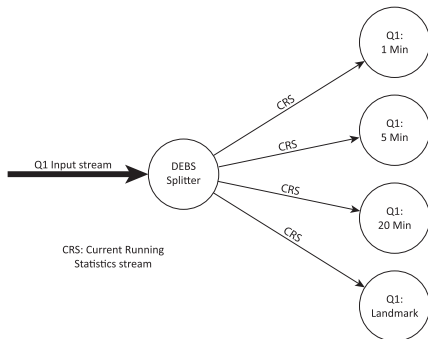 Q1:
1 Min
CRS
Q1:
5 Min
CRS
Q1 Input stream
DEBS
Splitter
CRS
Q1:
20 Min
CRS
CRS: Current Running
Statistics stream
Q1:
Landmark